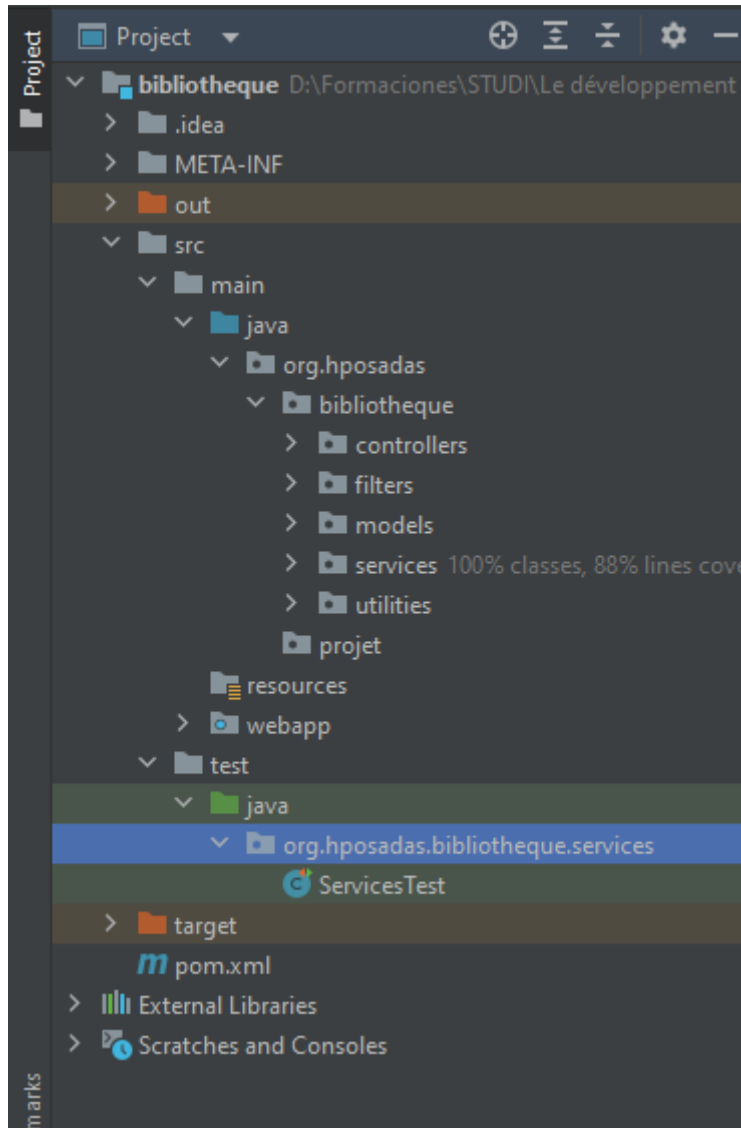 Project
Project
bibliotheque D:\Formaciones\STUDI\Le développement
.idea
META-INF
out
src
main
java
org.hposadas
bibliotheque
controllers
filters
models
services 100% classes, 88% lines cove
utilities
projet
resources
webapp
test
java
org.hposadas.bibliotheque.services
ServicesTest
target
pom.xml
External Libraries
Scratches and Consoles
marks